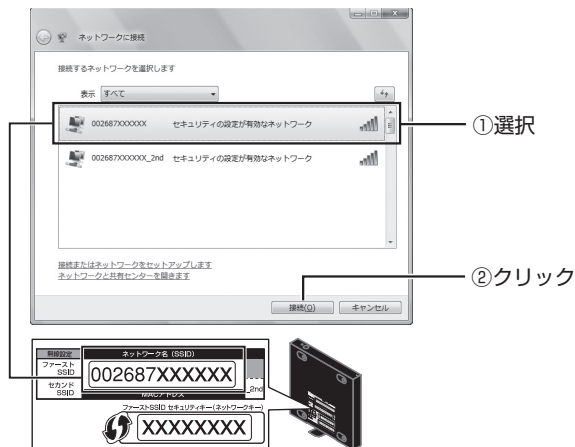 ネットワークに接続
接続するネットワークを選択します
表示 すべて
002687XXXXXX セキュリティの設定が有効なネットワーク
①選択
002687XXXXXX_2nd セキュリティの設定が有効なネットワーク
接続またはネットワークをセットアップします
ネットワークと共有センターを開きます
②クリック
接続(O) キャンセル
無線設定 ネットワーク名 (SSID)
ファースト
SSID
002687XXXXXX
セカンド
SSID
_2nd
MACアドレス
ファーストSSID セキュリティキー(ネットワークキー)
XXXXXXXX